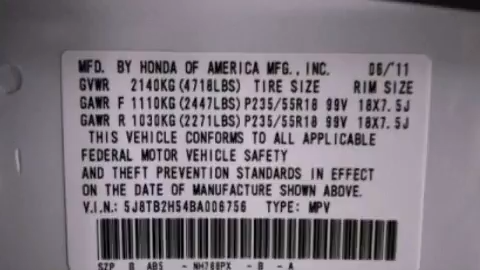 MFD. BY HONDA OF AMERICA MFG., INC. 06/11
GVWR 2140KG(4718LBS) TIRE SIZE RIM SIZE
GAWR F 1110KG(2447LBS)P235/55R18 99V 18X7.5J
GAWR R 1030KG(2271LBS)P235/55R18 99V 18X7.5J
THIS VEHICLE CONFORMS TO ALL APPLICABLE
FEDERAL MOTOR VEHICLE SAFETY
AND THEFT PREVENTION STANDARDS IN EFFECT
ON THE DATE OF MANUFACTURE SHOWN ABOVE.
V.I.N.: 5J8TB2H54BA006756 TYPE: MPV
SZP B ABS - NH788PX - B - A